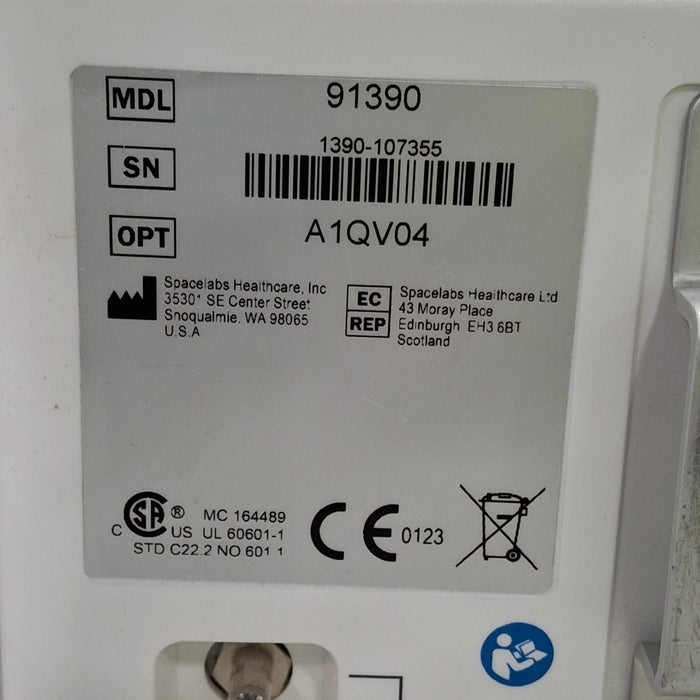 MDL 91390
1390-107355
SN
OPT A1QV04
Spacelabs Healthcare, Inc
35301 SE Center Street
Snoqualmie, WA 98065
U.S.A
EC REP
Spacelabs Healthcare Ltd
43 Moray Place
Edinburgh EH3 6BT
Scotland
SA ® MC 164489
C US UL 60601-1
STD C22.2 NO 601 1
CE 0123